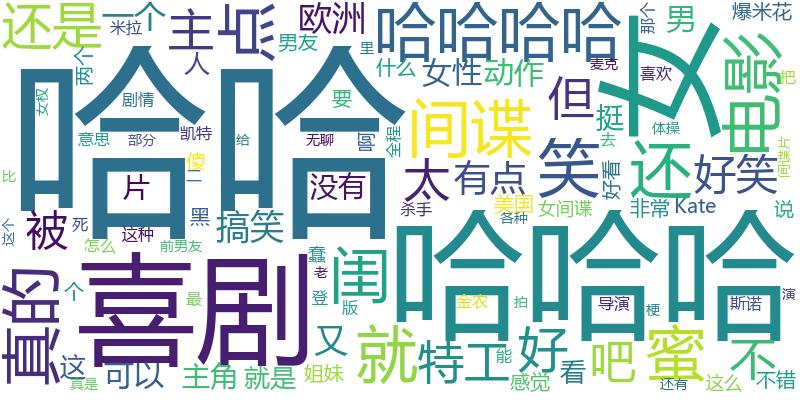 还是
一个
米拉
主
欧洲
男友
里
哈哈哈哈
什么
女性
动作
麦克
那个
喜欢
男
爆米花
女
电影
把
两个
人
女权
剧情
哈哈
要
啊
全程
间谍
但
挺
去
体操
间谍片
意思
部分
凯特
给
无聊
比
傻
片
没有
太
有点
笑
好看
还
好笑
二
黑
被
搞笑
杀手
美国
各种
女间谍
非常
Kate
说
这个
死
这种
怎么
前男友
真的
个
喜剧
最
蠢
老
登
版
闺
哈哈哈
金农
拍
导演
梗
斯诺
演
这
可以
真是
主角
就是
姐妹
又
就
特工
能
好
感觉
看
吧
蜜
还有
这么
不
不错